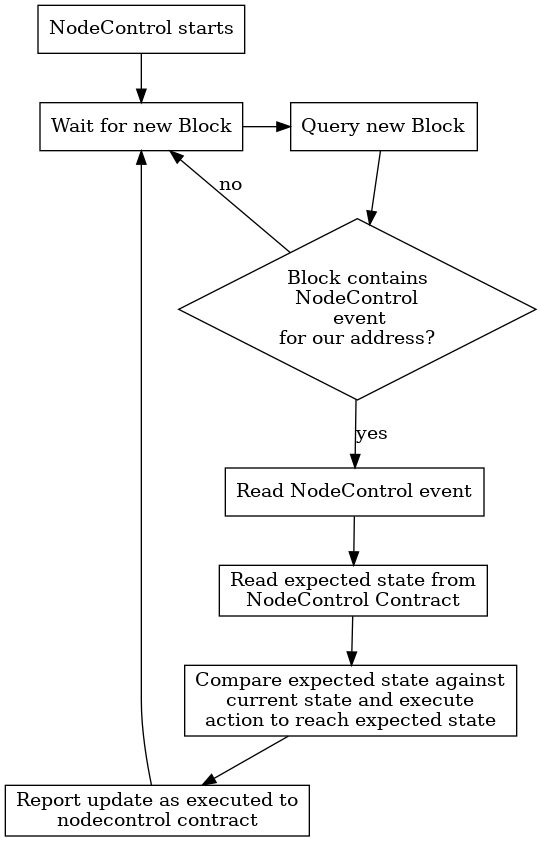 NodeControl starts
Wait for new Block
Query new Block
no
Block contains
NodeControl
event
for our address?
yes
Read NodeControl event
Read expected state from
NodeControl Contract
Compare expected state against
current state and execute
action to reach expected state
Report update as executed to
nodecontrol contract